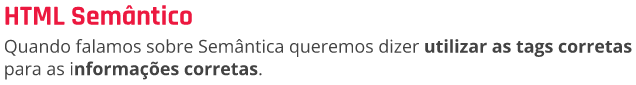 HTML Semântico
Quando falamos sobre Semântica queremos dizer utilizar as tags corretas
para as informações corretas.